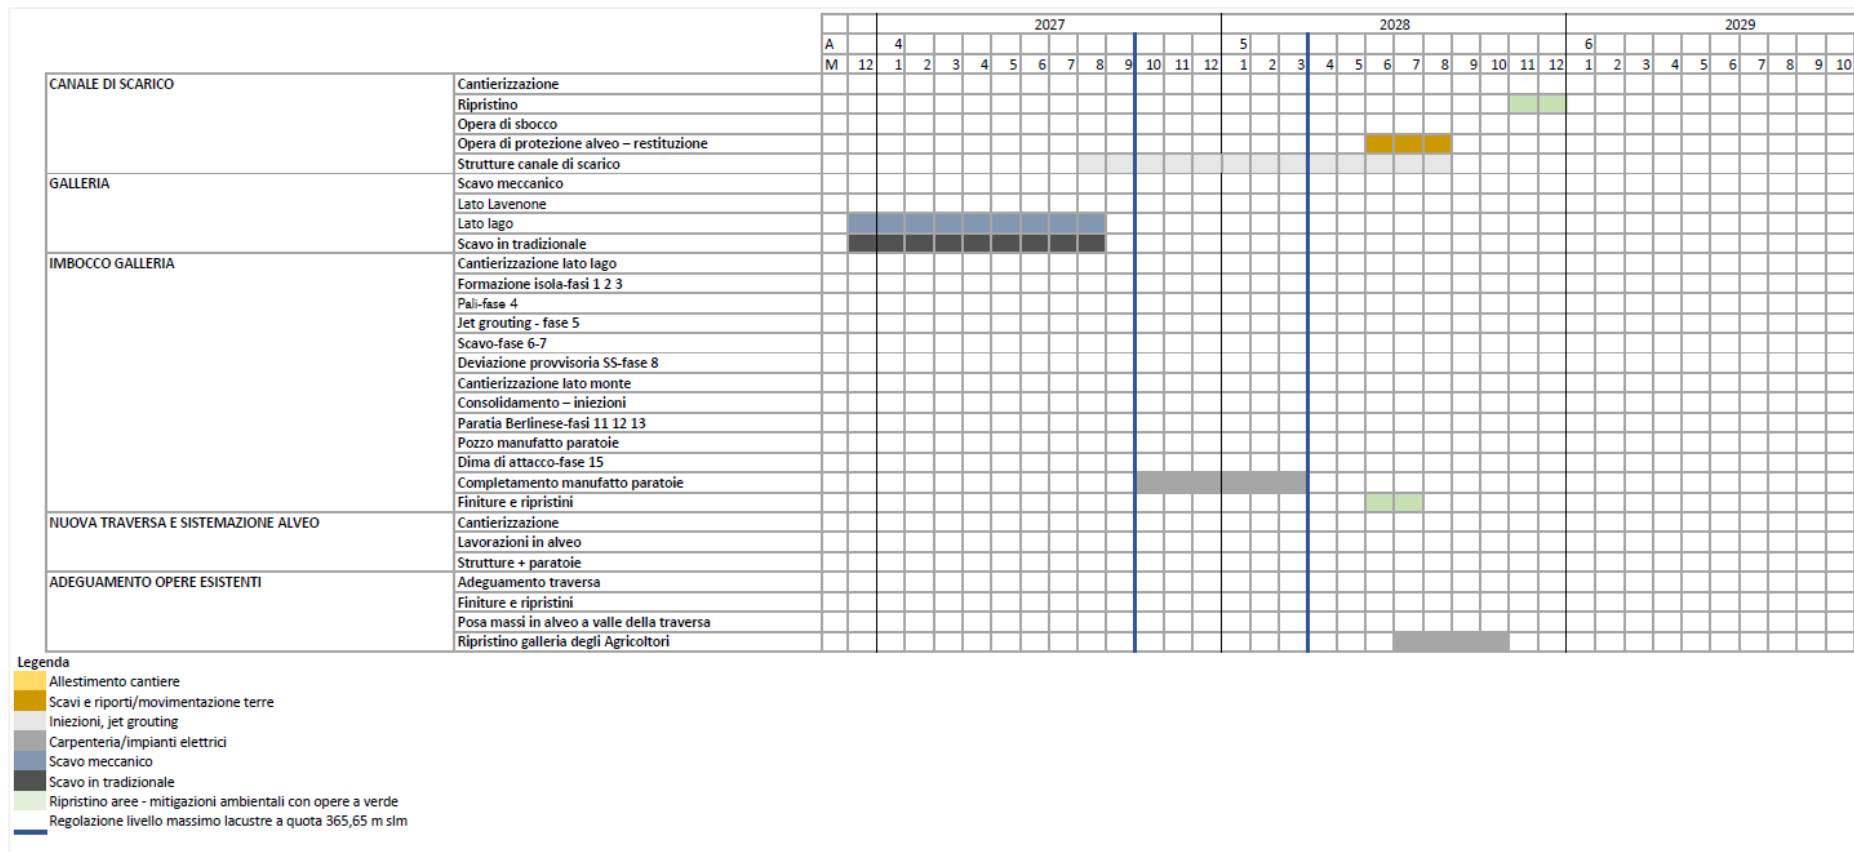 2027 2028 2029
A 4 5 6
M 12 1 2 3 4 5 6 7 8 9 10 11 12 1 2 3 4 5 6 7 8 9 10 11 12 1 2 3 4 5 6 7 8 9 10
CANALE DI SCARICO Cantierizzazione
Ripristino
Opera di sbocco
Opera di protezione alveo – restituzione
Strutture canale di scarico
GALLERIA Scavo meccanico
Lato Lavenone
Lato lago
Scavo in tradizionale
IMBOCCO GALLERIA Cantierizzazione lato lago
Formazione isola-fasi 1 2 3
Pali-fase 4
Jet grouting - fase 5
Scavo-fase 6-7
Deviazione provvisoria SS-fase 8
Cantierizzazione lato monte
Consolidamento – iniezioni
Paratia Berlinese-fasi 11 12 13
Pozzo manufatto paratoie
Dima di attacco-fase 15
Completamento manufatto paratoie
Finiture e ripristini
NUOVA TRAVERSA E SISTEMAZIONE ALVEO Cantierizzazione
Lavorazioni in alveo
Strutture + paratoie
ADEGUAMENTO OPERE ESISTENTI Adeguamento traversa
Finiture e ripristini
Posa massi in alveo a valle della traversa
Ripristino galleria degli Agricoltori
Legenda
Allestimento cantiere
Scavi e riporti/movimentazione terre
Iniezioni, jet grouting
Carpenteria/impianti elettrici
Scavo meccanico
Scavo in tradizionale
Ripristino aree - mitigazioni ambientali con opere a verde
Regolazione livello massimo lacustre a quota 365,65 m slm